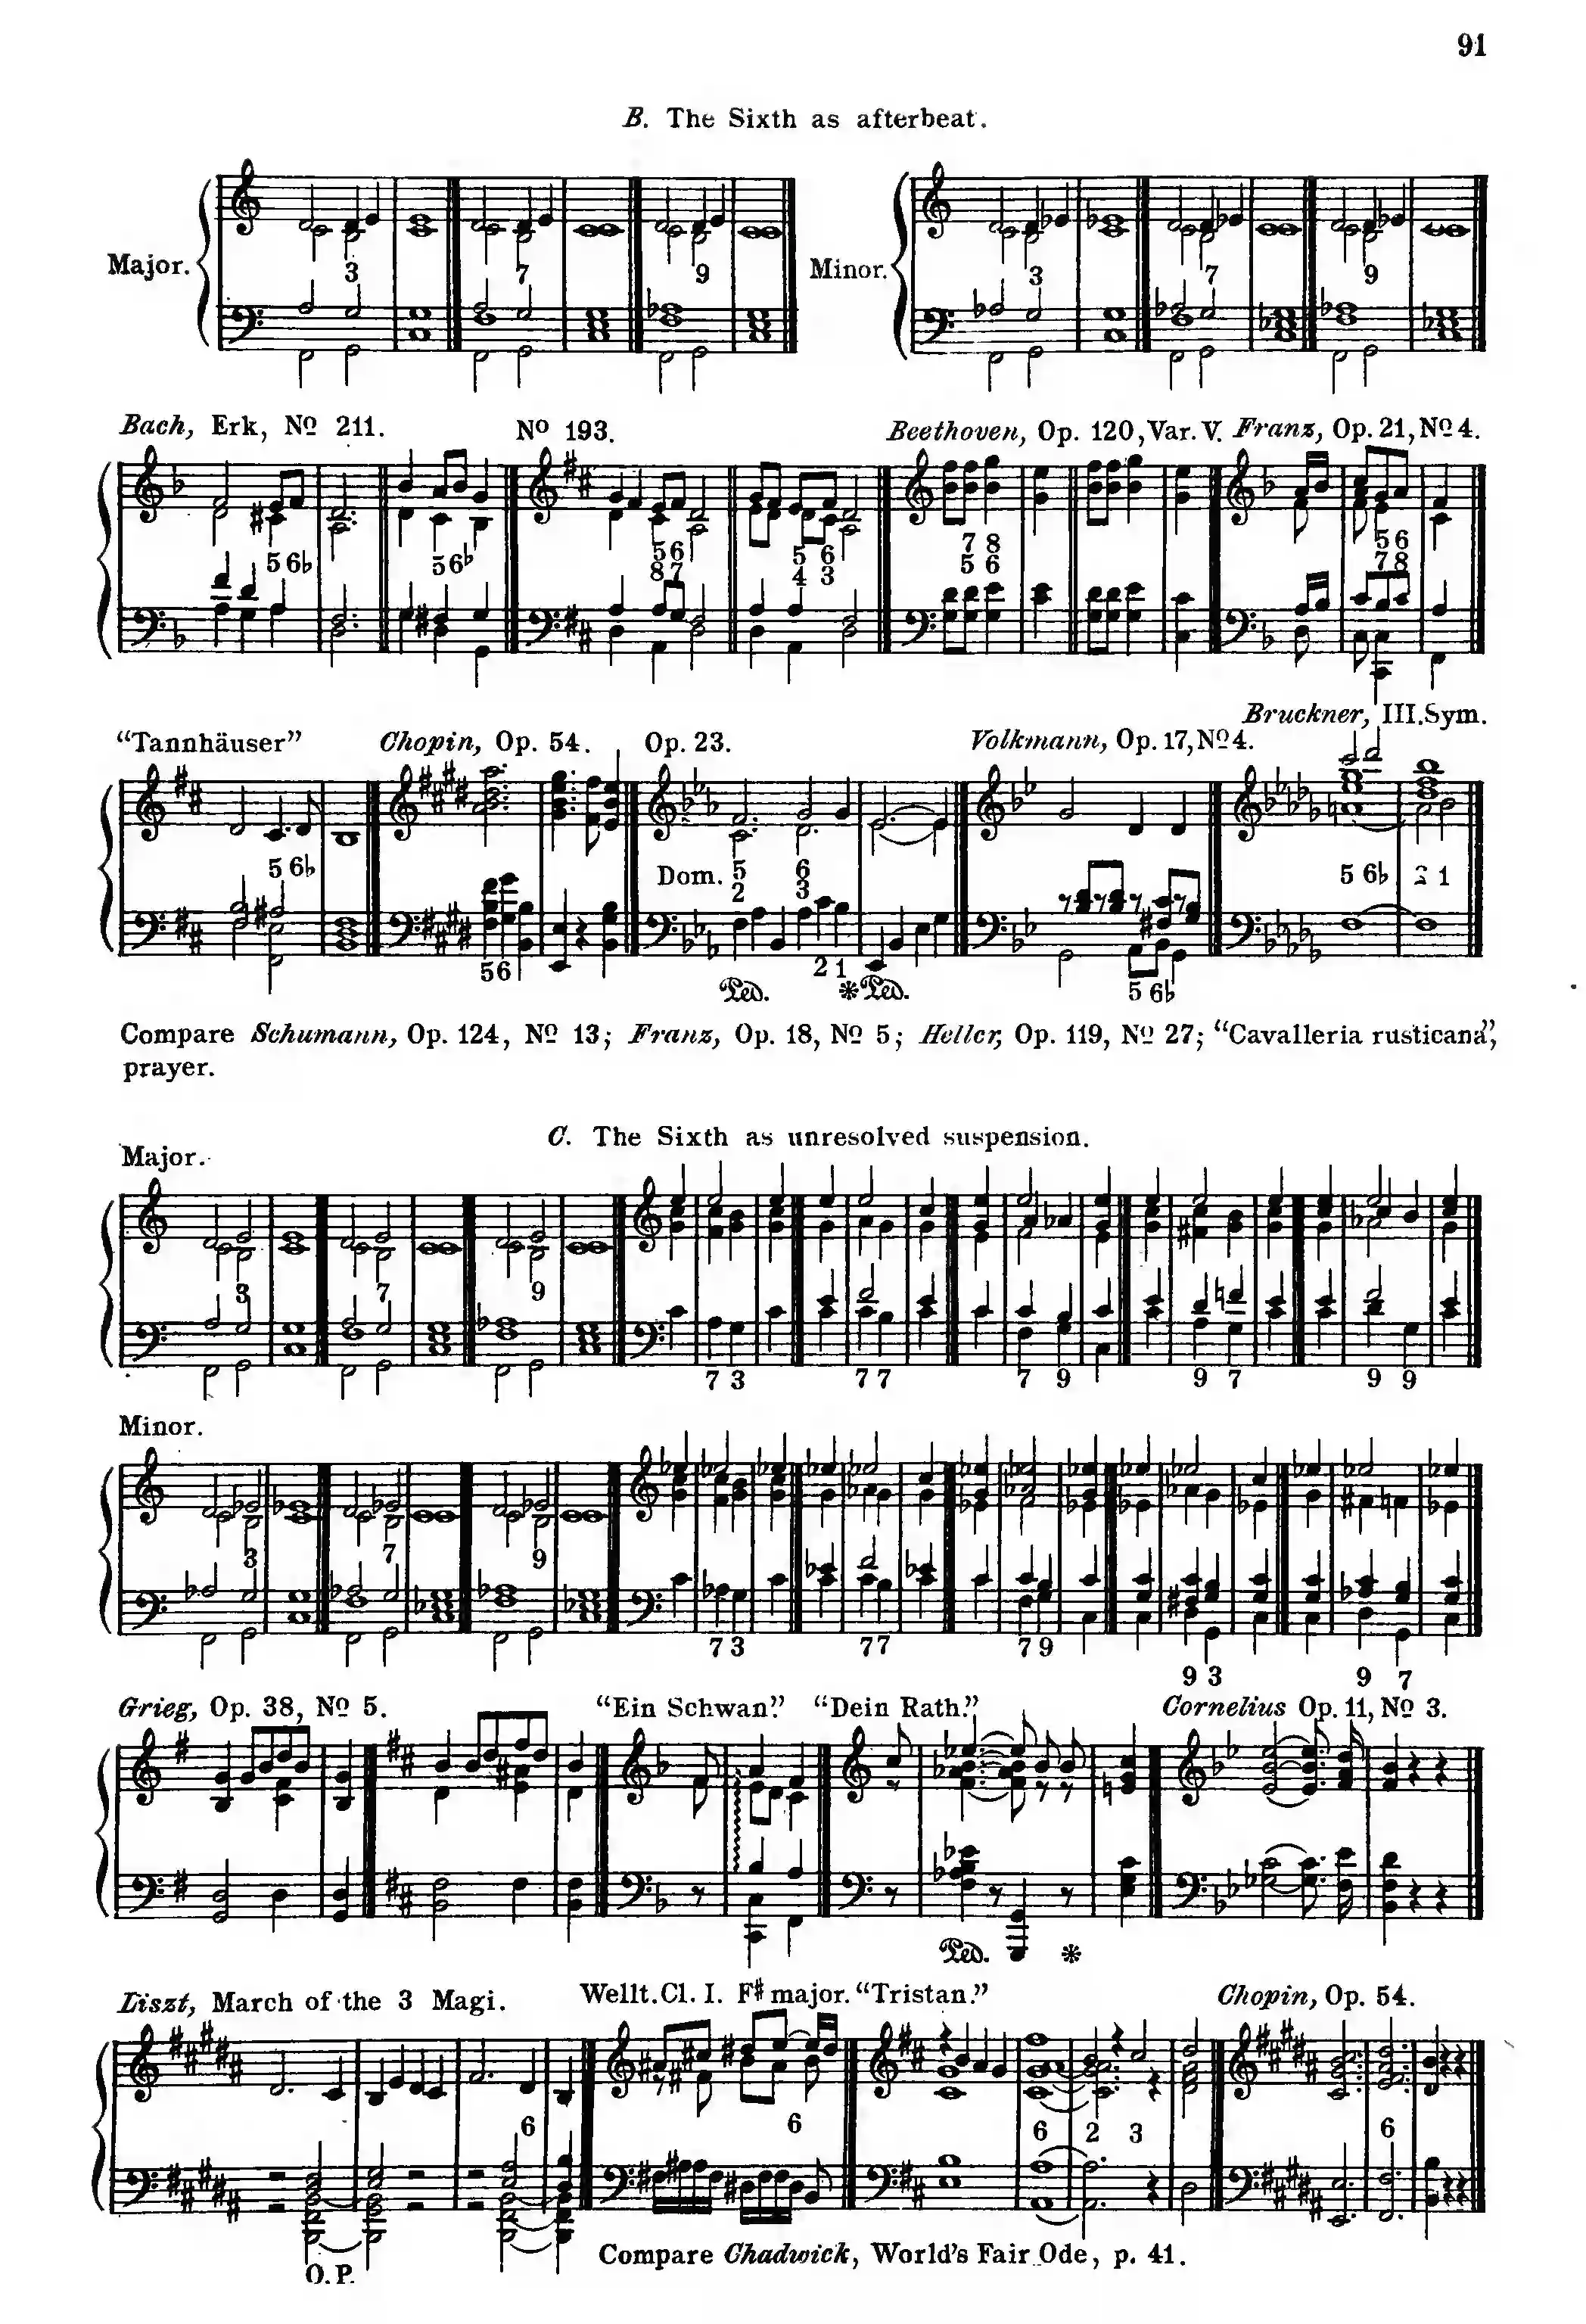 91
B. The Sixth as afterbeat.
Major. 3 7 9 Minor. 3 7 9
Bach, Erk, No 211. No 193. Beethoven, Op. 120, Var. V. Franz, Op. 21, No 4.
5 6♭ 5 6♭ 5 6 5 6 7 8 5 6
8 7 4 3 5 6 7 8
"Tannhäuser" Chopin, Op. 54. Op. 23. Volkmann, Op. 17, No 4. Bruckner, III. Sym.
5 6♭ Dom. 5 6 5 6♭ 2 1
2 3
5 6 2 1 5 6♭
Ped. * Ped.
Compare Schumann, Op. 124, No 13; Franz, Op. 18, No 5; Heller, Op. 119, No 27; "Cavalleria rusticana",
prayer.
C. The Sixth as unresolved suspension.
Major.
3 7 9
7 3 7 7 7 9 9 7 9 9
Minor.
3 7 9
7 3 7 7 7 9
9 3 9 7
Grieg, Op. 38, No 5. "Ein Schwan." "Dein Rath." Cornelius Op. 11, No 3.
Ped. *
Liszt, March of the 3 Magi. Wellt. Cl. I. F# major. "Tristan." Chopin, Op. 54.
6 6 6 2 3 6
O. P.
Compare Chadwick, World's Fair Ode, p. 41.